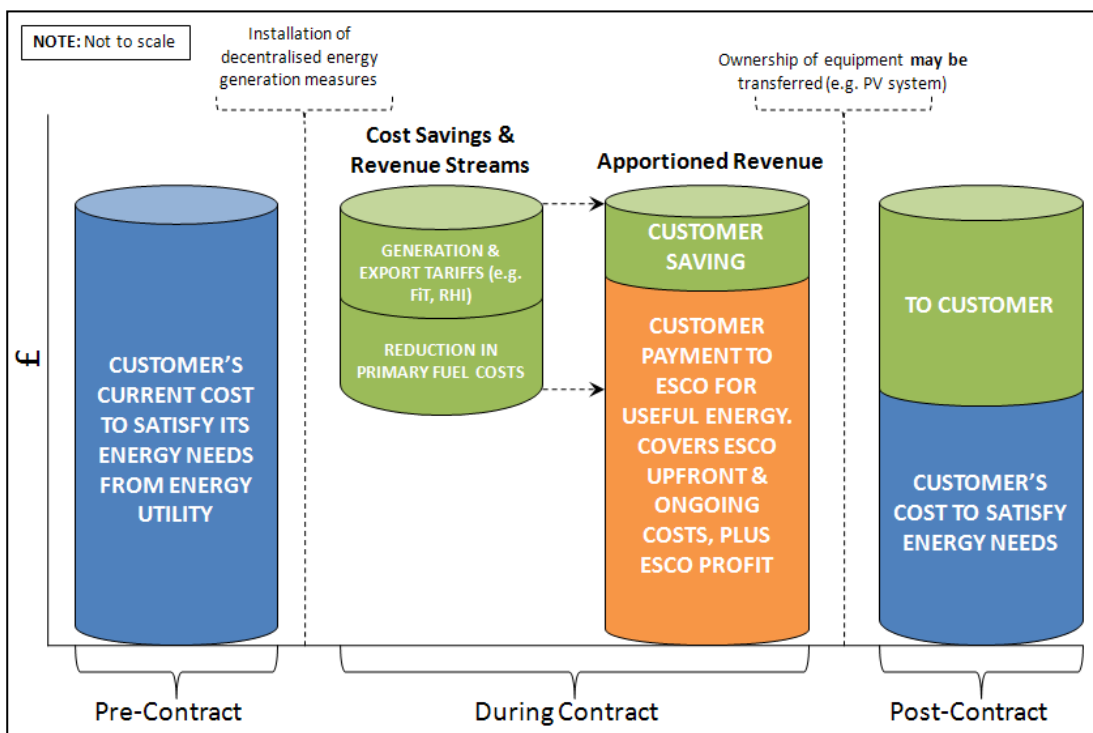 NOTE: Not to scale
Installation of
decentralised energy
generation measures
Ownership of equipment may be
transferred (e.g. PV system)
£
Cost Savings &
Revenue Streams
Apportioned Revenue
CUSTOMER'S
CURRENT COST
TO SATISFY ITS
ENERGY NEEDS
FROM ENERGY
UTILITY
GENERATION &
EXPORT TARIFFS (e.g.
FiT, RHI)
REDUCTION IN
PRIMARY FUEL COSTS
CUSTOMER
SAVING
CUSTOMER
PAYMENT TO
ESCO FOR
USEFUL ENERGY.
COVERS ESCO
UPFRONT &
ONGOING
COSTS, PLUS
ESCO PROFIT
TO CUSTOMER
CUSTOMER'S
COST TO SATISFY
ENERGY NEEDS
Pre-Contract
During Contract
Post-Contract